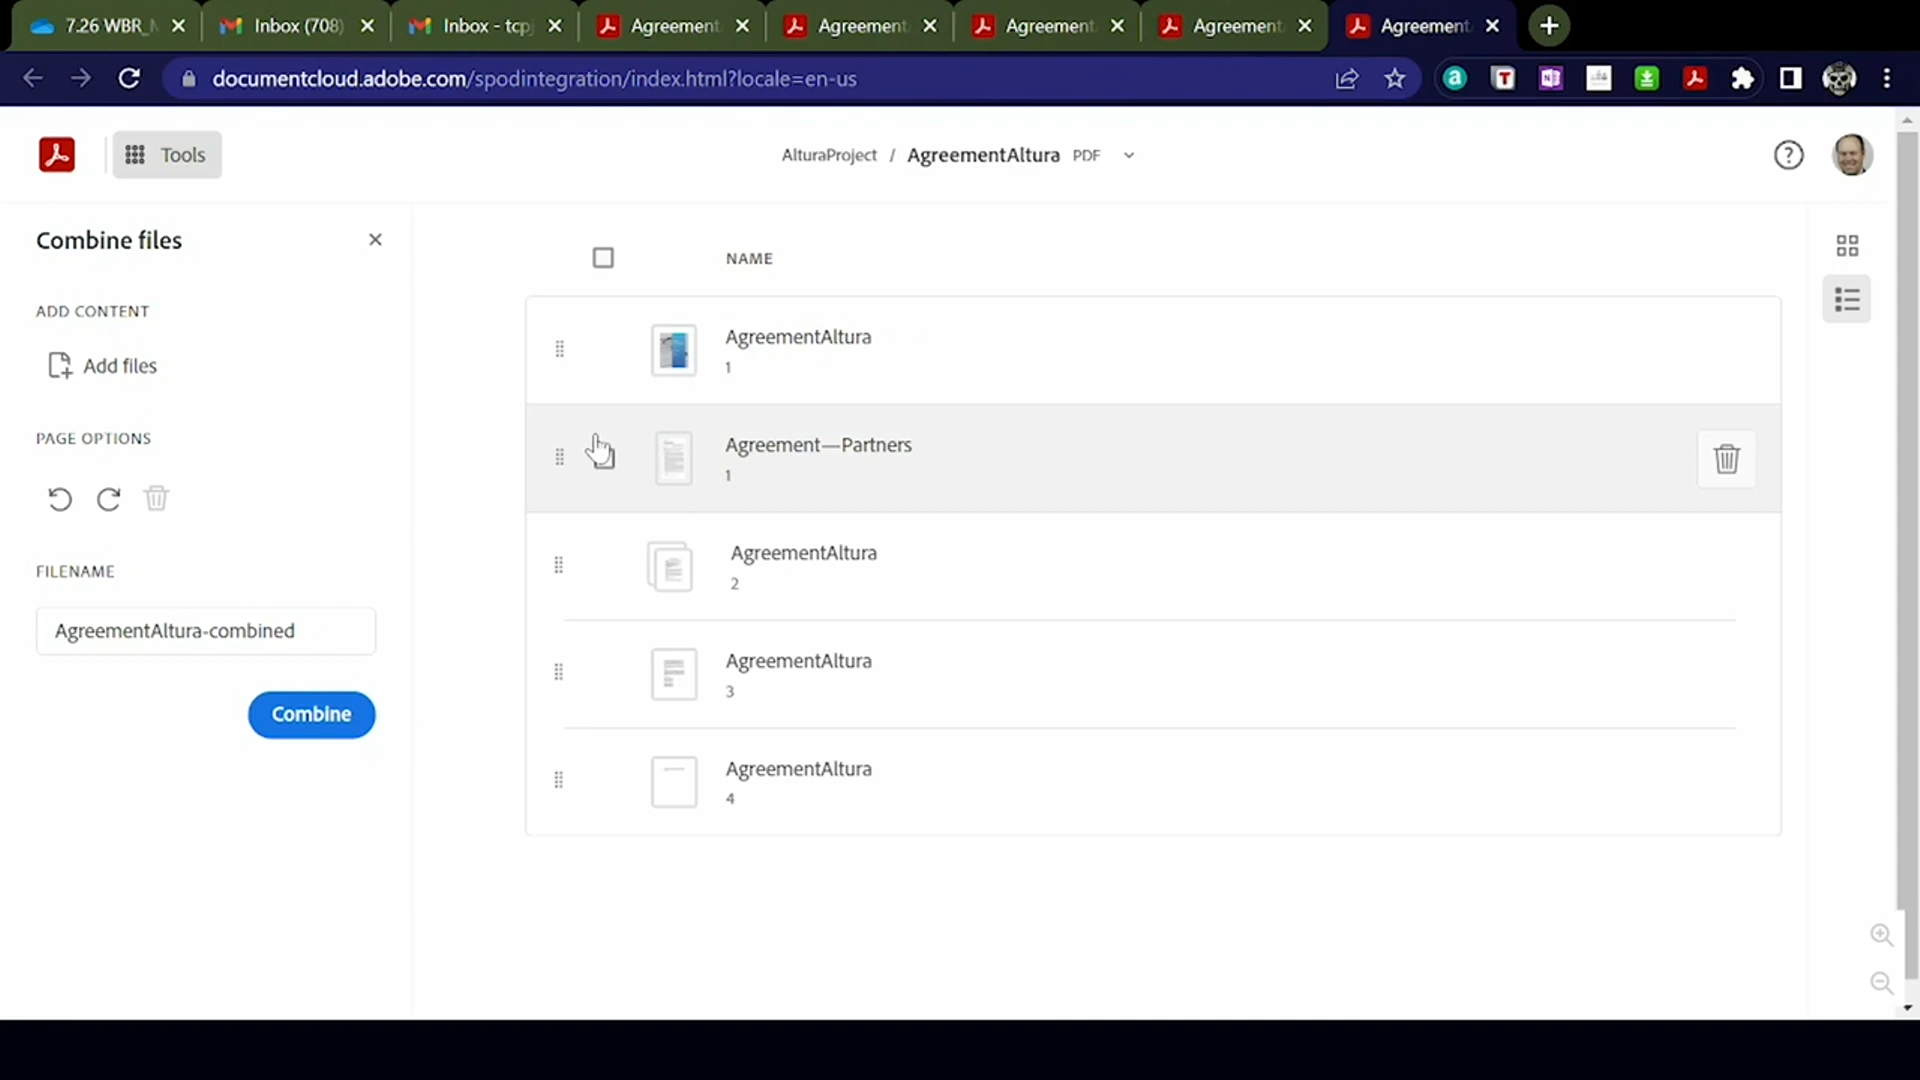 7.26 WBR_
Inbox (708)
Inbox - tcp
Agreement
Agreement
Agreement
Agreement
Agreement
documentcloud.adobe.com/spodintegration/index.html?locale=en-us
Tools
AlturaProject / AgreementAltura PDF
Combine files
NAME
ADD CONTENT
Add files
PAGE OPTIONS
FILENAME
AgreementAltura-combined
Combine
AgreementAltura
1
Agreement—Partners
1
AgreementAltura
2
AgreementAltura
3
AgreementAltura
4